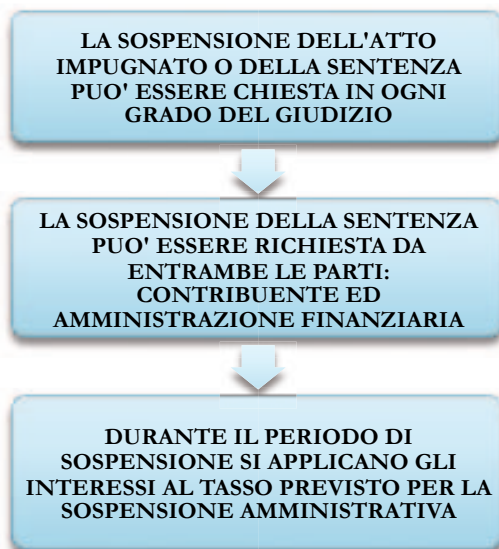 LA SOSPENSIONE DELL'ATTO
IMPUGNATO O DELLA SENTENZA
PUO' ESSERE CHIESTA IN OGNI
GRADO DEL GIUDIZIO
LA SOSPENSIONE DELLA SENTENZA
PUO' ESSERE RICHIESTA DA
ENTRAMBE LE PARTI:
CONTRIBUENTE ED
AMMINISTRAZIONE FINANZIARIA
DURANTE IL PERIODO DI
SOSPENSIONE SI APPLICANO GLI
INTERESSI AL TASSO PREVISTO PER LA
SOSPENSIONE AMMINISTRATIVA